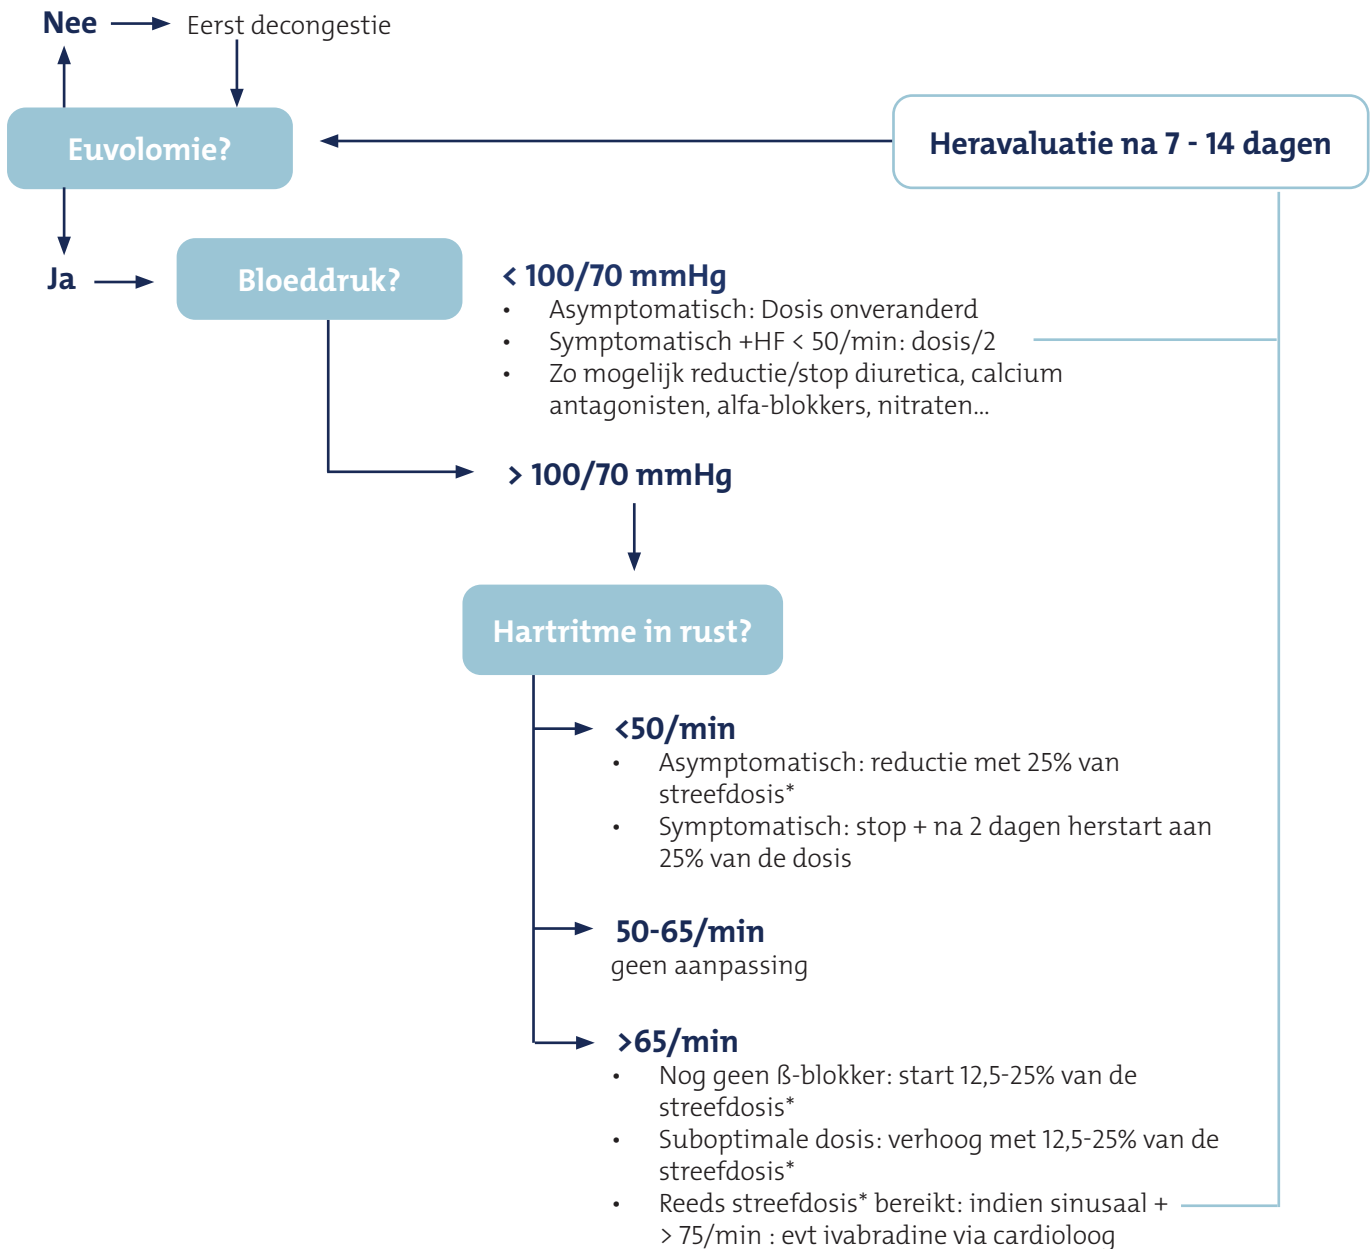 Nee
Eerst decongestie
Euvolomie?
Heravaluatie na 7 - 14 dagen
Ja
Bloeddruk?
< 100/70 mmHg
• Asymptomatisch: Dosis onveranderd
• Symptomatisch +HF < 50/min: dosis/2
• Zo mogelijk reductie/stop diuretica, calcium
antagonisten, alfa-blokkers, nitraten...
> 100/70 mmHg
Hartritme in rust?
<50/min
• Asymptomatisch: reductie met 25% van
streefdosis*
• Symptomatisch: stop + na 2 dagen herstart aan
25% van de dosis
50-65/min
geen aanpassing
>65/min
• Nog geen ß-blokker: start 12,5-25% van de
streefdosis*
• Suboptimale dosis: verhoog met 12,5-25% van de
streefdosis*
• Reeds streefdosis* bereikt: indien sinusaal +
> 75/min : evt ivabradine via cardioloog